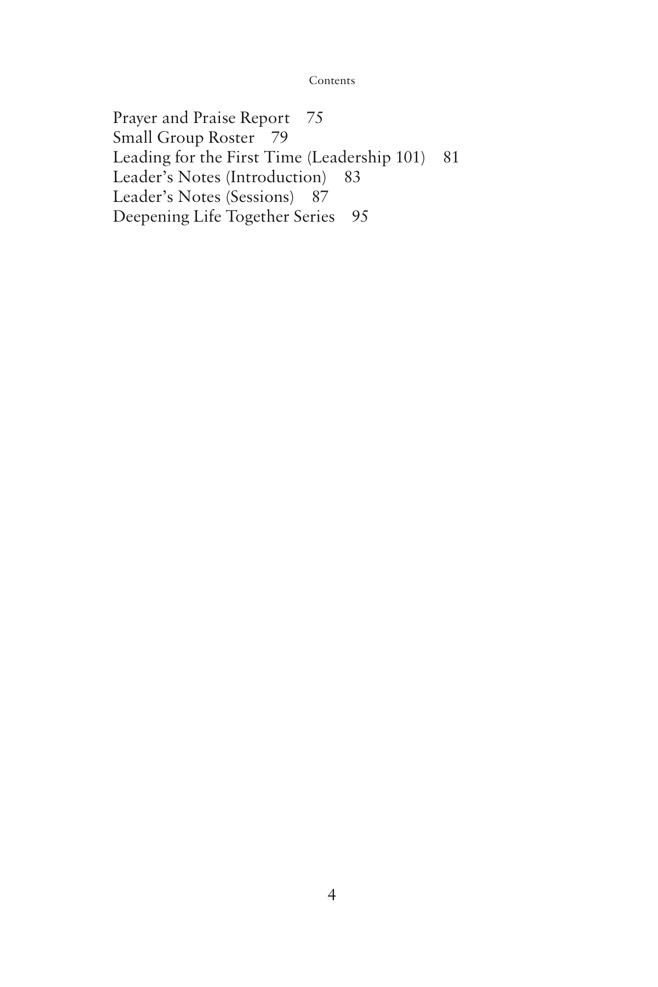 Contents
Prayer and Praise Report 75
Small Group Roster 79
Leading for the First Time (Leadership 101) 81
Leader’s Notes (Introduction) 83
Leader’s Notes (Sessions) 87
Deepening Life Together Series 95
4